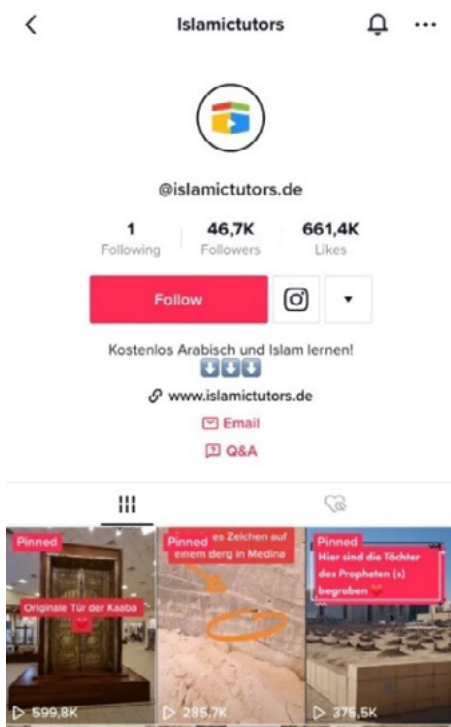 Islamictutors
@islamictutors.de
1 46,7K 661,4K
Following Followers Likes
Follow
Kostenlos Arabisch und Islam lernen!
www.islamictutors.de
Email
Q&A
Pinned
Originale Tür der Kaaba
599,8K
Pinned es Zeichen auf
einem Berg in Medina
285,7K
Pinned
Hier sind die Töchter
des Propheten (s)
begraben
375,5K